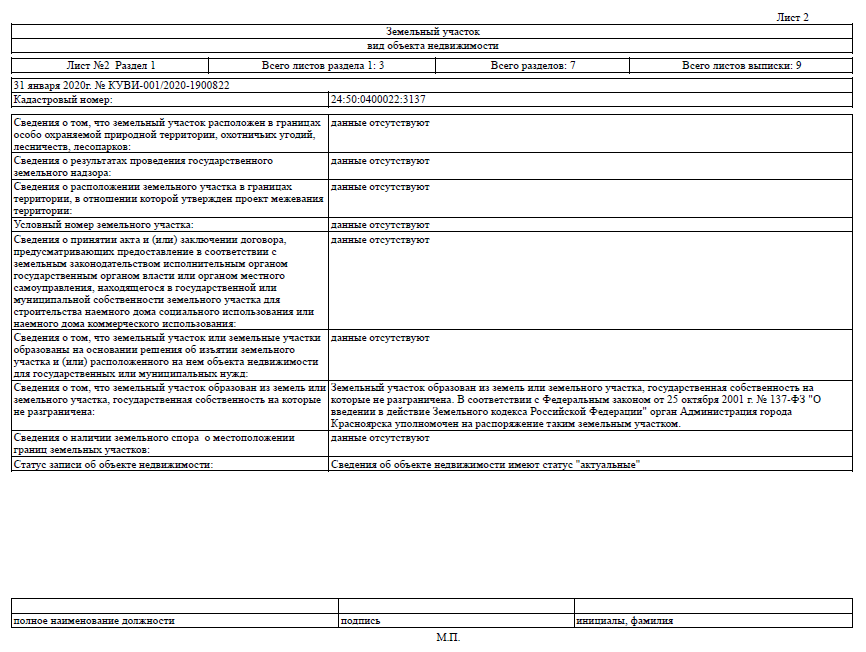 Лист 2
Земельный участок
вид объекта недвижимости
Лист №2 Раздел 1
Всего листов раздела 1: 3
Всего разделов: 7
Всего листов выписки: 9
31 января 2020г. № КУВИ-001/2020-1900822
Кадастровый номер:
24:50:0400022:3137
Сведения о том, что земельный участок расположен в границах
особо охраняемой природной территории, охотничьих угодий,
лесничеств, лесопарков:
данные отсутствуют
Сведения о результатах проведения государственного
земельного надзора:
данные отсутствуют
Сведения о расположении земельного участка в границах
территории, в отношении которой утвержден проект межевания
территории:
данные отсутствуют
Условный номер земельного участка:
данные отсутствуют
Сведения о принятии акта и (или) заключении договора,
предусматривающих предоставление в соответствии с
земельным законодательством исполнительным органом
государственным органом власти или органом местного
самоуправления, находящегося в государственной или
муниципальной собственности земельного участка для
строительства наемного дома социального использования или
наемного дома коммерческого использования:
данные отсутствуют
Сведения о том, что земельный участок или земельные участки
образованы на основании решения об изъятии земельного
участка и (или) расположенного на нем объекта недвижимости
для государственных или муниципальных нужд:
данные отсутствуют
Сведения о том, что земельный участок образован из земель или
земельного участка, государственная собственность на которые
не разграничена:
Земельный участок образован из земель или земельного участка, государственная собственность на
которые не разграничена. В соответствии с Федеральным законом от 25 октября 2001 г. № 137-ФЗ "О
введении в действие Земельного кодекса Российской Федерации" орган Администрация города
Красноярска уполномочен на распоряжение таким земельным участком.
Сведения о наличии земельного спора о местоположении
границ земельных участков:
данные отсутствуют
Статус записи об объекте недвижимости:
Сведения об объекте недвижимости имеют статус "актуальные"
полное наименование должности
подпись
инициалы, фамилия
М.П.